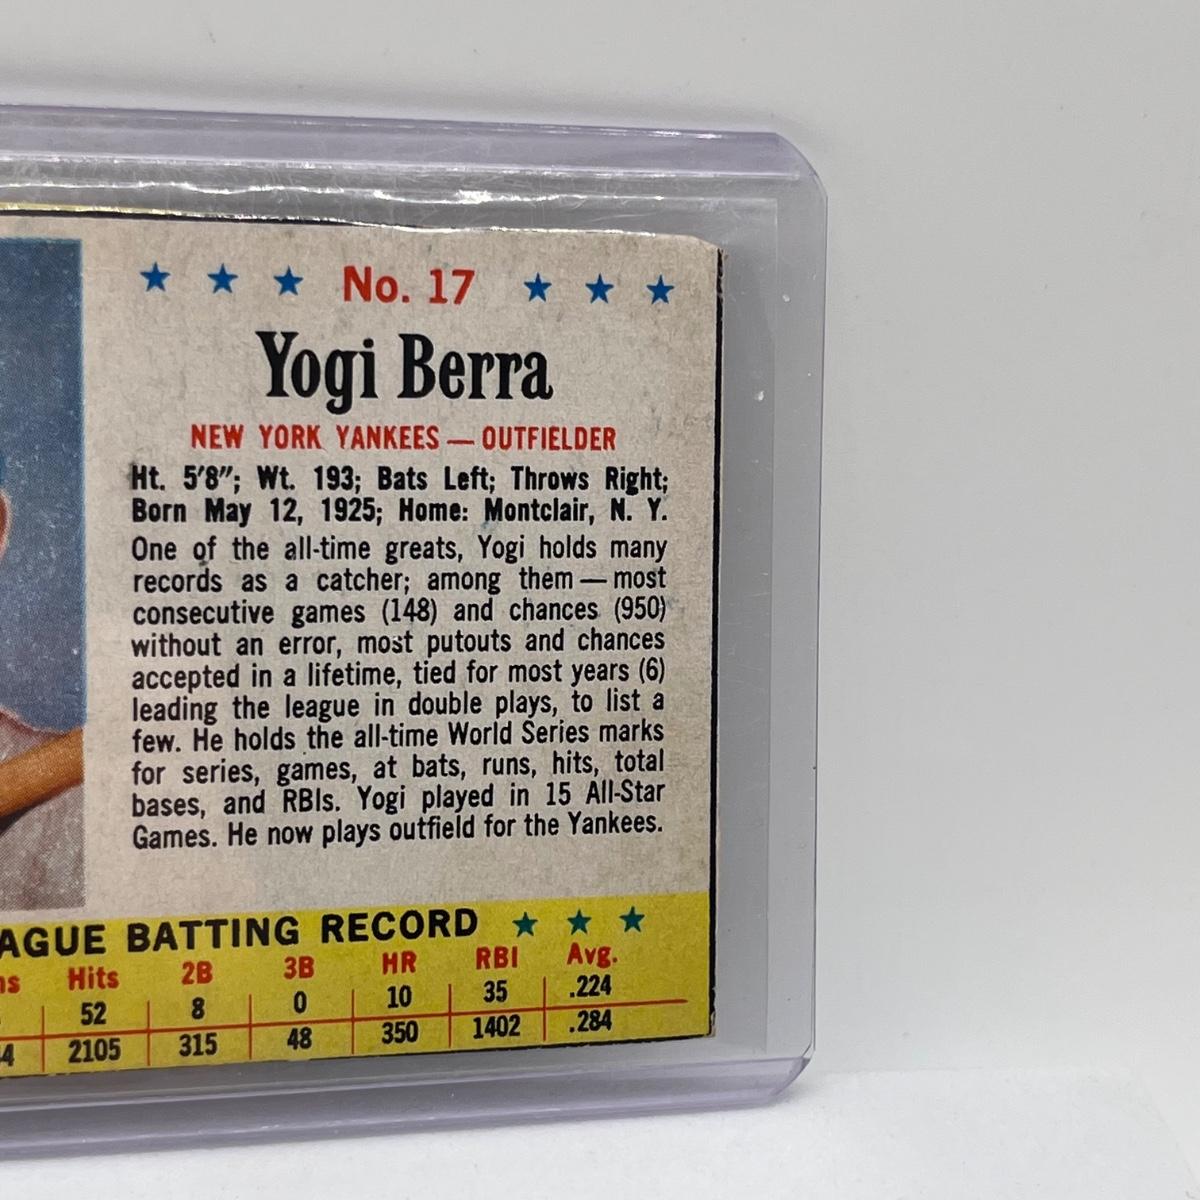 ★ ★ ★ No. 17 ★ ★ ★
Yogi Berra
NEW YORK YANKEES — OUTFIELDER
Ht. 5'8"; Wt. 193; Bats Left; Throws Right;
Born May 12, 1925; Home: Montclair, N. Y.
One of the all-time greats, Yogi holds many
records as a catcher; among them — most
consecutive games (148) and chances (950)
without an error, most putouts and chances
accepted in a lifetime, tied for most years (6)
leading the league in double plays, to list a
few. He holds the all-time World Series marks
for series, games, at bats, runs, hits, total
bases, and RBIs. Yogi played in 15 All-Star
Games. He now plays outfield for the Yankees.
AGUE BATTING RECORD ★ ★ ★
ns Hits 2B 3B HR RBI Avg.
52 8 0 10 35 .224
4 2105 315 48 350 1402 .284